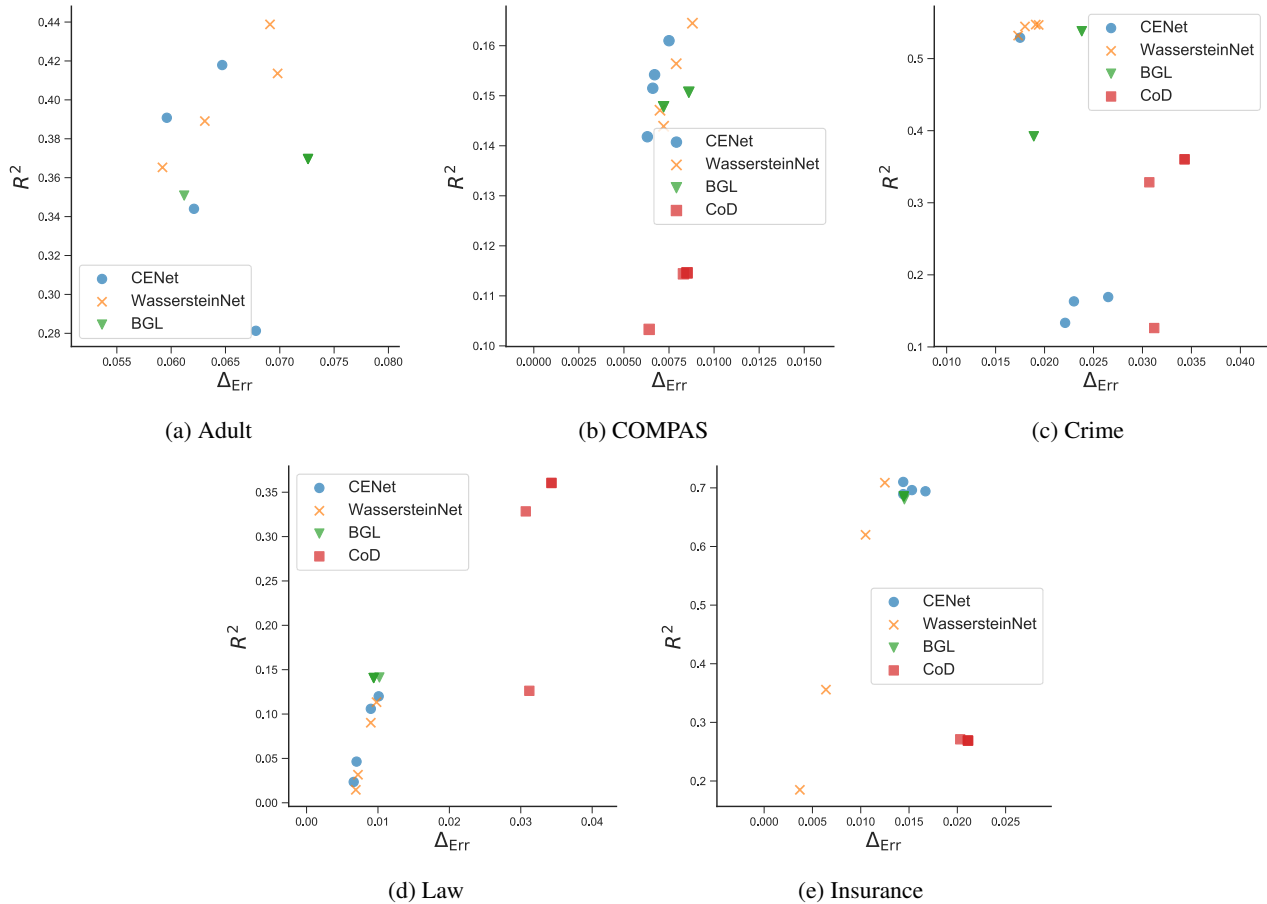 0.44
0.42
0.40
0.38
0.36
0.34
0.32
0.30
0.28
R²
CENet
WassersteinNet
BGL
0.055 0.060 0.065 0.070 0.075 0.080
Δ_Err
(a) Adult
0.16
0.15
0.14
0.13
0.12
0.11
0.10
R²
CENet
WassersteinNet
BGL
CoD
0.0000 0.0025 0.0050 0.0075 0.0100 0.0125 0.0150
Δ_Err
(b) COMPAS
0.5
0.4
0.3
0.2
0.1
R²
CENet
WassersteinNet
BGL
CoD
0.010 0.015 0.020 0.025 0.030 0.035 0.040
Δ_Err
(c) Crime
0.35
0.30
0.25
0.20
0.15
0.10
0.05
0.00
R²
CENet
WassersteinNet
BGL
CoD
0.00 0.01 0.02 0.03 0.04
Δ_Err
(d) Law
0.7
0.6
0.5
0.4
0.3
0.2
R²
CENet
WassersteinNet
BGL
CoD
0.000 0.005 0.010 0.015 0.020 0.025
Δ_Err
(e) Insurance